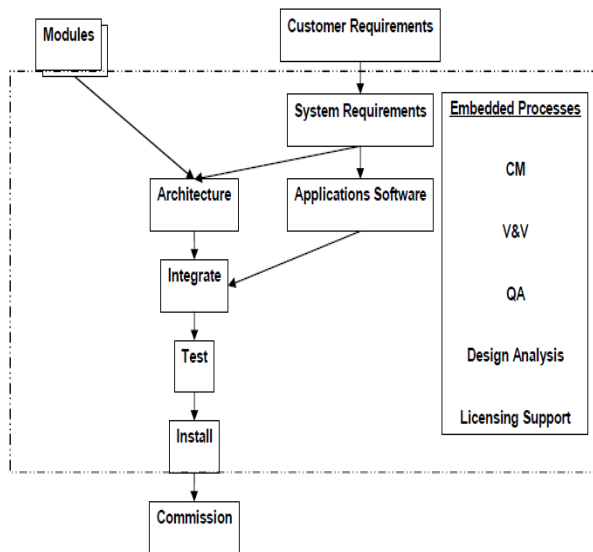 Modules
Customer Requirements
System Requirements
Embedded Processes
CM
Architecture
Applications Software
V&V
Integrate
QA
Test
Design Analysis
Install
Licensing Support
Commission